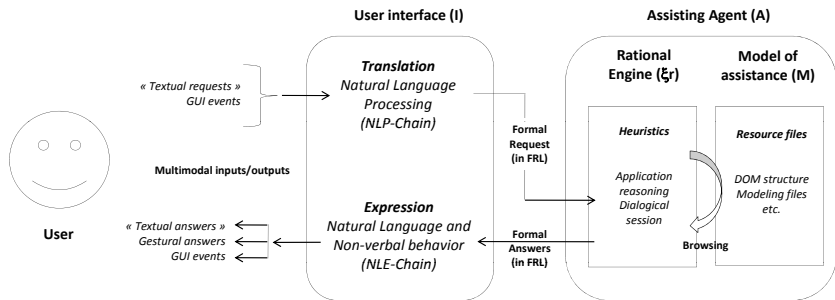 User interface (I)
Assisting Agent (A)
« Textual requests »
GUI events
Translation
Natural Language
Processing
(NLP-Chain)
Rational
Engine (ξr)
Model of
assistance (M)
Formal
Request
(in FRL)
Heuristics
Application
reasoning
Dialogical
session
Resource files
DOM structure
Modeling files
etc.
Multimodal inputs/outputs
User
« Textual answers »
Gestural answers
GUI events
Expression
Natural Language and
Non-verbal behavior
(NLE-Chain)
Formal
Answers
(in FRL)
Browsing